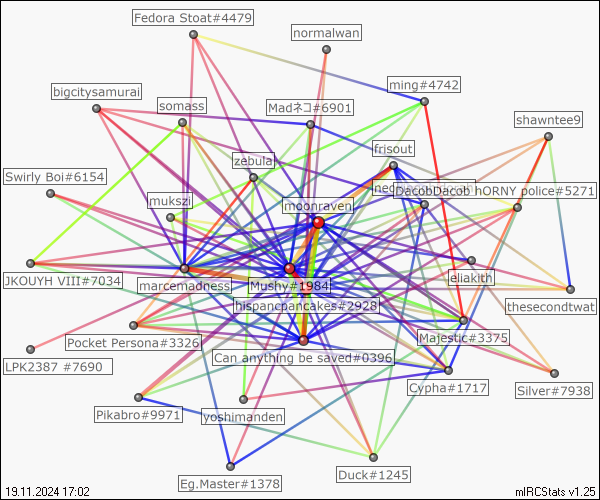 Fedora Stoat#4479
normalwan
ming#4742
bigcitysamurai
somass
Madネコ#6901
shawntee9
frisout
zebulaj
Swirly Boi#6154
DacobDacob hORNY police#5271
mukszi
moonraven
eliakith
JKOUYH VIII#7034
marcemadness
Mushy#1984
thesecondtwat
hispancpancakes#2928
Pocket Persona#3326
Majestic#3375
LPK2387 #7690
Can anything be saved#0396
Cypha#1717
Silver#7938
Pikabro#9971
yoshimanden
Duck#1245
Eg.Master#1378
19.11.2024 17:02
mIRCStats v1.25